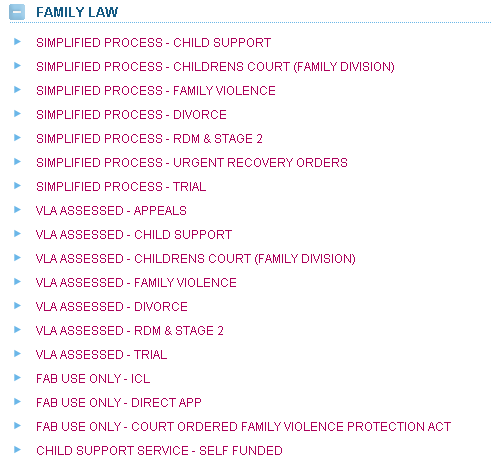 FAMILY LAW
SIMPLIFIED PROCESS - CHILD SUPPORT
SIMPLIFIED PROCESS - CHILDRENS COURT (FAMILY DIVISION)
SIMPLIFIED PROCESS - FAMILY VIOLENCE
SIMPLIFIED PROCESS - DIVORCE
SIMPLIFIED PROCESS - RDM & STAGE 2
SIMPLIFIED PROCESS - URGENT RECOVERY ORDERS
SIMPLIFIED PROCESS - TRIAL
VLA ASSESSED - APPEALS
VLA ASSESSED - CHILD SUPPORT
VLA ASSESSED - CHILDRENS COURT (FAMILY DIVISION)
VLA ASSESSED - FAMILY VIOLENCE
VLA ASSESSED - DIVORCE
VLA ASSESSED - RDM & STAGE 2
VLA ASSESSED - TRIAL
FAB USE ONLY - ICL
FAB USE ONLY - DIRECT APP
FAB USE ONLY - COURT ORDERED FAMILY VIOLENCE PROTECTION ACT
CHILD SUPPORT SERVICE - SELF FUNDED